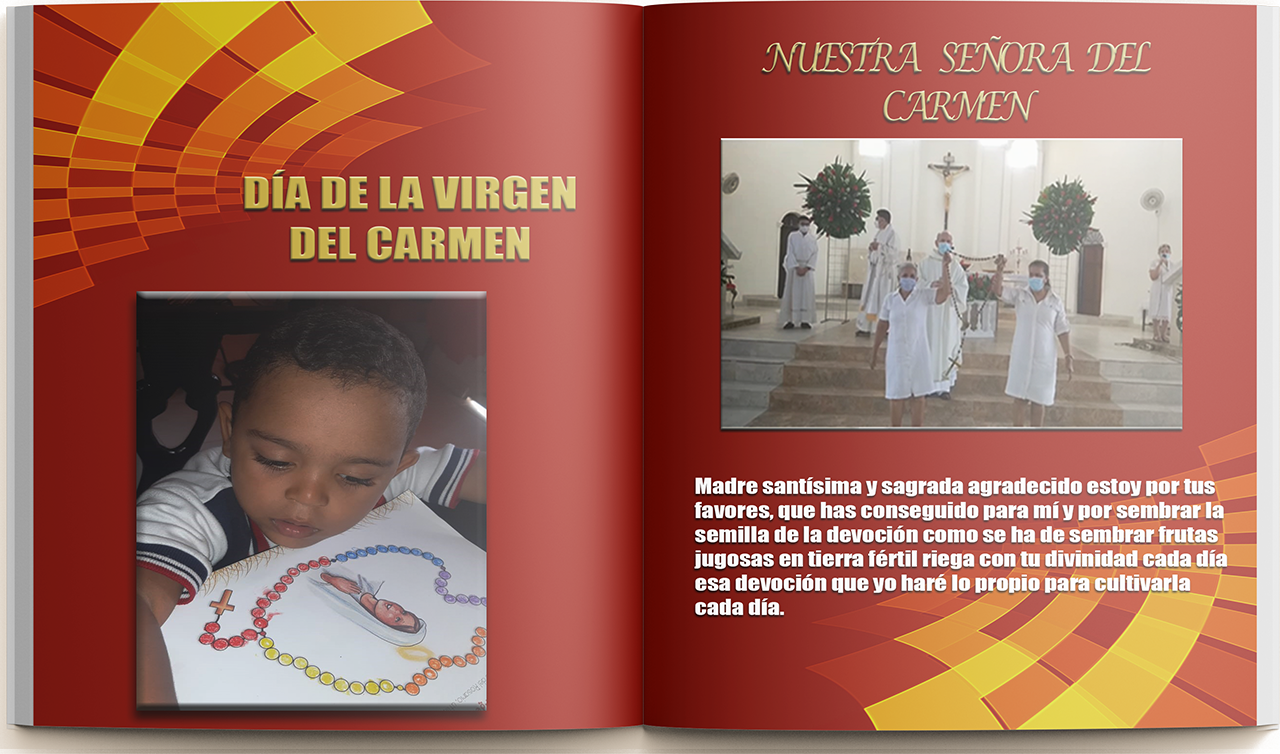 DÍA DE LA VIRGEN
DEL CARMEN
NUESTRA SEÑORA DEL
CARMEN
Madre santísima y sagrada agradecido estoy por tus
favores, que has conseguido para mí y por sembrar la
semilla de la devoción como se ha de sembrar frutas
jugosas en tierra fértil riega con tu divinidad cada día
esa devoción que yo haré lo propio para cultivarla
cada día.